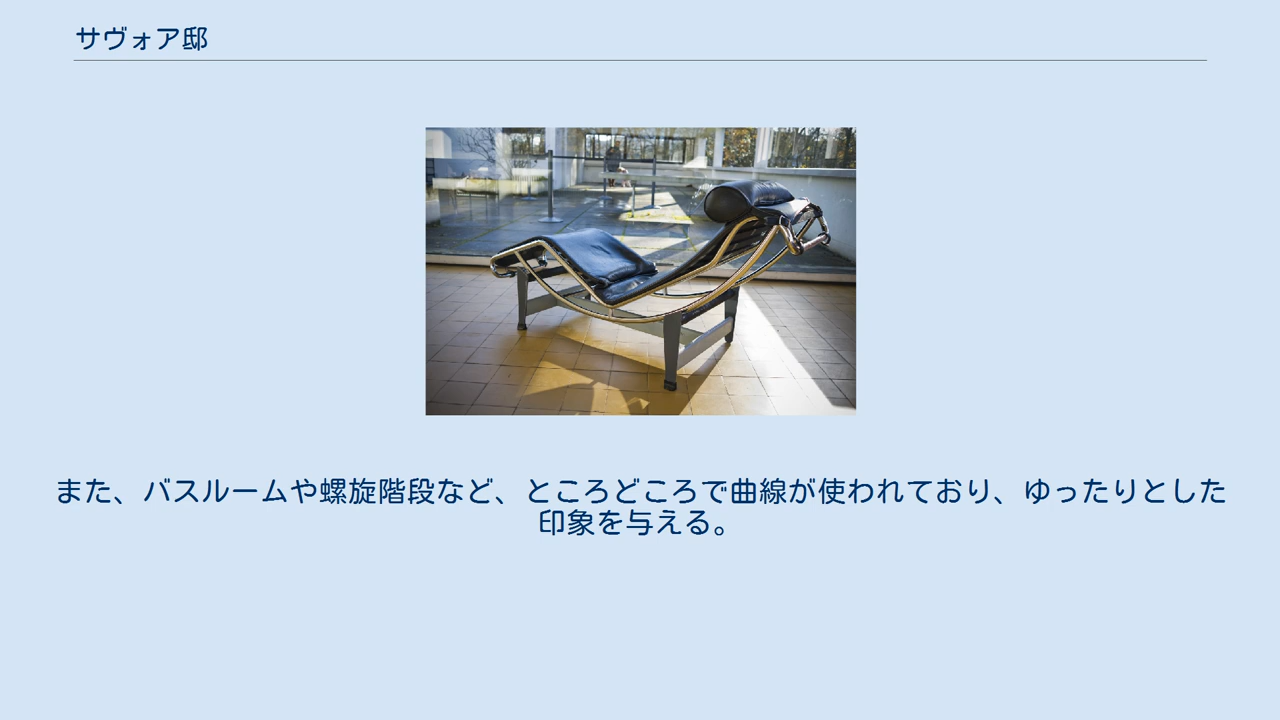 サヴォア邸
また、バスルームや螺旋階段など、ところどころで曲線が使われており、ゆったりとした
印象を与える。